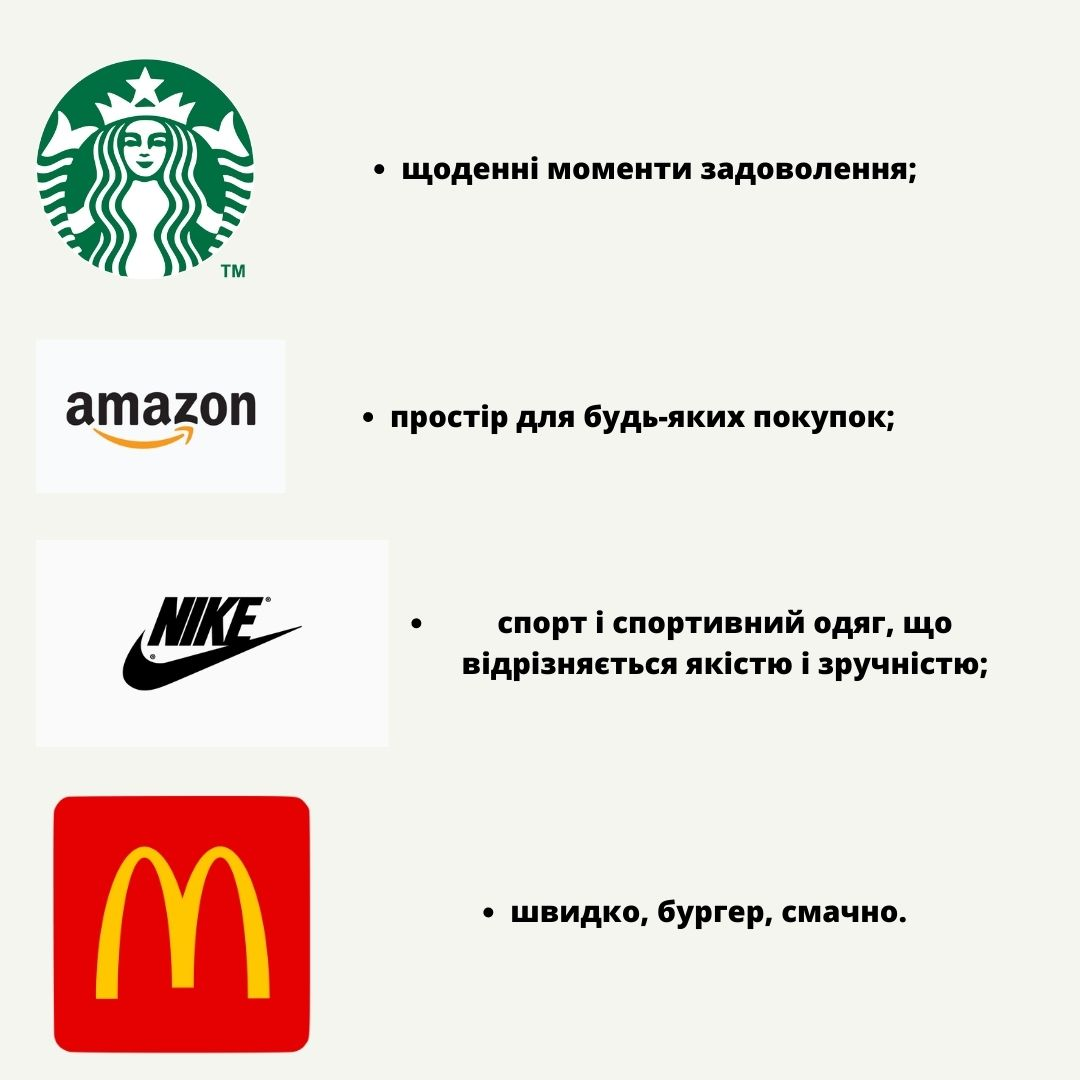 TM
• щоденні моменти задоволення;
amazon
• простір для будь-яких покупок;
NIKE®
®
• спорт і спортивний одяг, що
відрізняється якістю і зручністю;
• швидко, бургер, смачно.